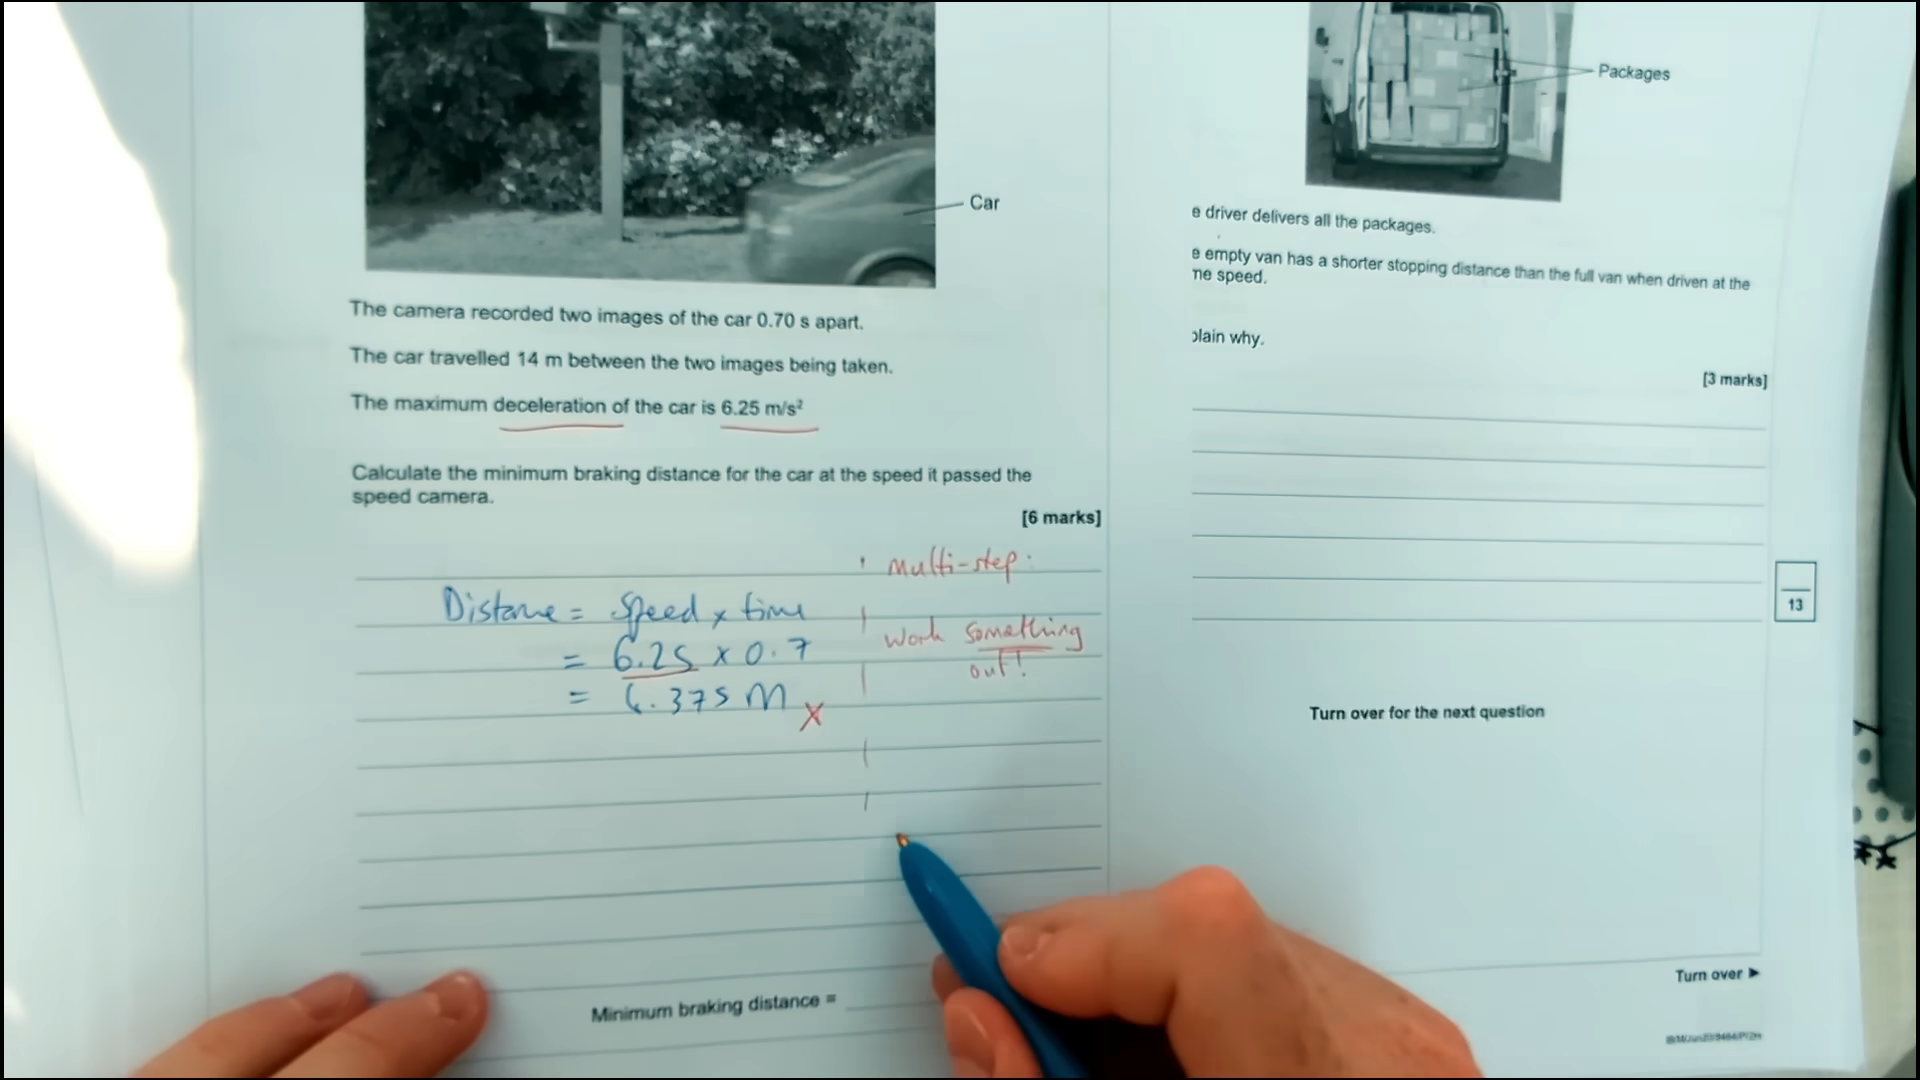 Car
The camera recorded two images of the car 0.70 s apart.
The car travelled 14 m between the two images being taken.
The maximum deceleration of the car is 6.25 m/s²
Calculate the minimum braking distance for the car at the speed it passed the
speed camera.
[6 marks]
Distance = speed x time
= 6.25 x 0.7
= 4.375 m x
Multi-step:
Work something
out!
Minimum braking distance =
Packages
e driver delivers all the packages.
e empty van has a shorter stopping distance than the full van when driven at the
ne speed.
plain why.
[3 marks]
13
Turn over for the next question
Turn over ►